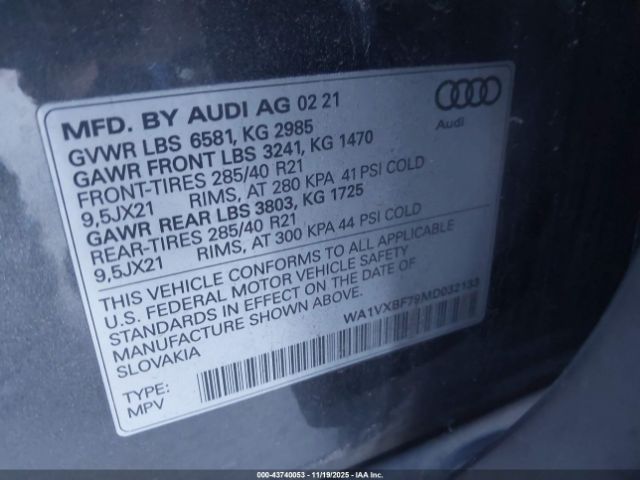 MFD. BY AUDI AG 02 21
Audi
GVWR LBS 6581, KG 2985
GAWR FRONT LBS 3241, KG 1470
FRONT-TIRES 285/40 R21
9,5JX21 RIMS, AT 280 KPA 41 PSI COLD
GAWR REAR LBS 3803, KG 1725
REAR-TIRES 285/40 R21
9,5JX21 RIMS, AT 300 KPA 44 PSI COLD
THIS VEHICLE CONFORMS TO ALL APPLICABLE
U.S. FEDERAL MOTOR VEHICLE SAFETY
STANDARDS IN EFFECT ON THE DATE OF
MANUFACTURE SHOWN ABOVE.
SLOVAKIA
WA1VXBF79MD032133
TYPE:
MPV
000-43740053 - 11/19/2025 - IAA Inc.